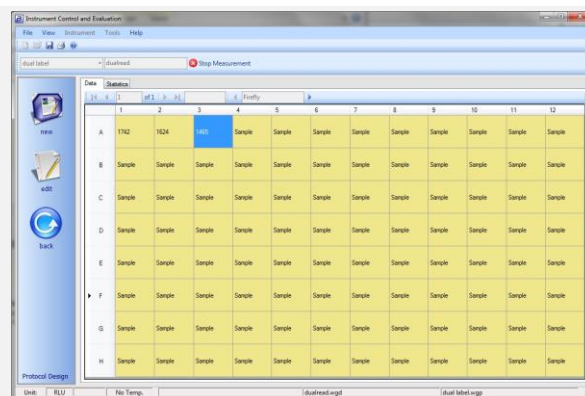 Instrument Control and Evaluation
File View Instrument Tools Help
dual label dualread Stop Measurement
Data Statistics
1 of 1 Firefly
1 2 3 4 5 6 7 8 9 10 11 12
A 1742 1624 1465 Sample Sample Sample Sample Sample Sample Sample Sample Sample
B Sample Sample Sample Sample Sample Sample Sample Sample Sample Sample Sample Sample
C Sample Sample Sample Sample Sample Sample Sample Sample Sample Sample Sample Sample
D Sample Sample Sample Sample Sample Sample Sample Sample Sample Sample Sample Sample
E Sample Sample Sample Sample Sample Sample Sample Sample Sample Sample Sample Sample
F Sample Sample Sample Sample Sample Sample Sample Sample Sample Sample Sample Sample
G Sample Sample Sample Sample Sample Sample Sample Sample Sample Sample Sample Sample
H Sample Sample Sample Sample Sample Sample Sample Sample Sample Sample Sample Sample
new
edit
back
Protocol Design
Unit: RLU No Temp. dualread.wgd dual label.wgp